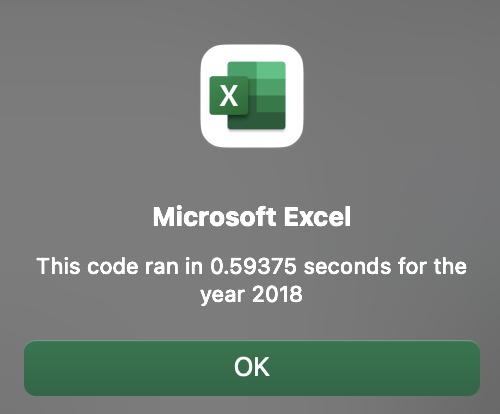 X
Microsoft Excel
This code ran in 0.59375 seconds for the
year 2018
OK